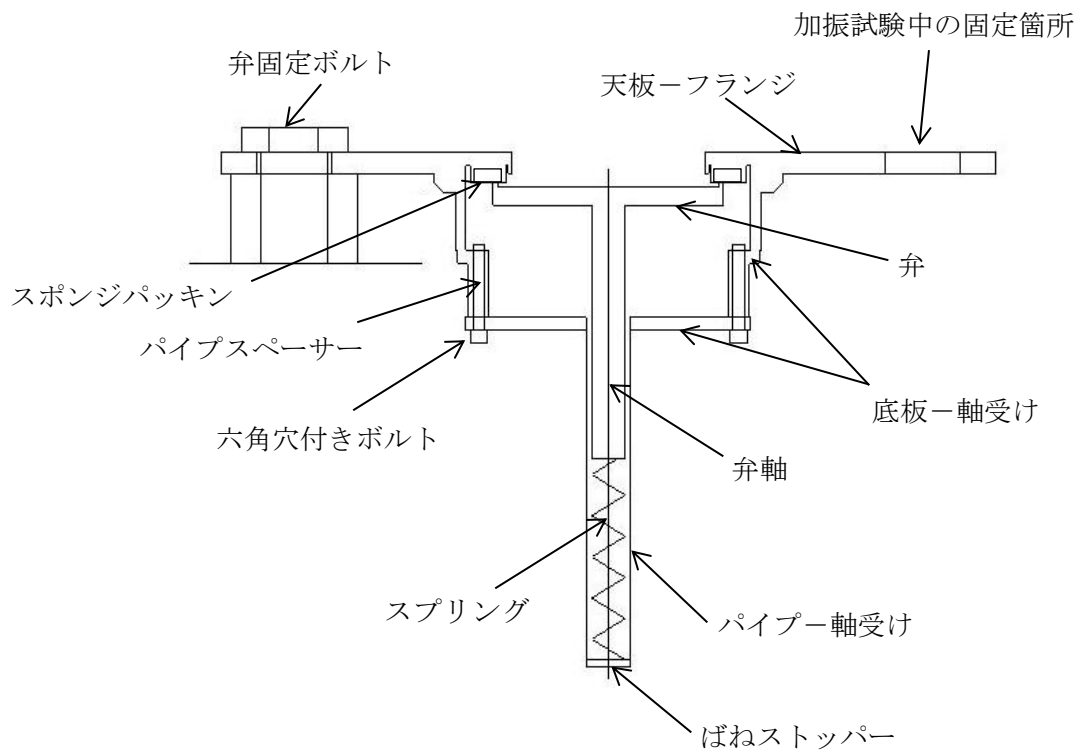 加振試験中の固定箇所
弁固定ボルト
天板－フランジ
弁
スポンジパッキン
パイプスペーサー
底板－軸受け
六角穴付きボルト
弁軸
スプリング
パイプ－軸受け
ばねストッパー